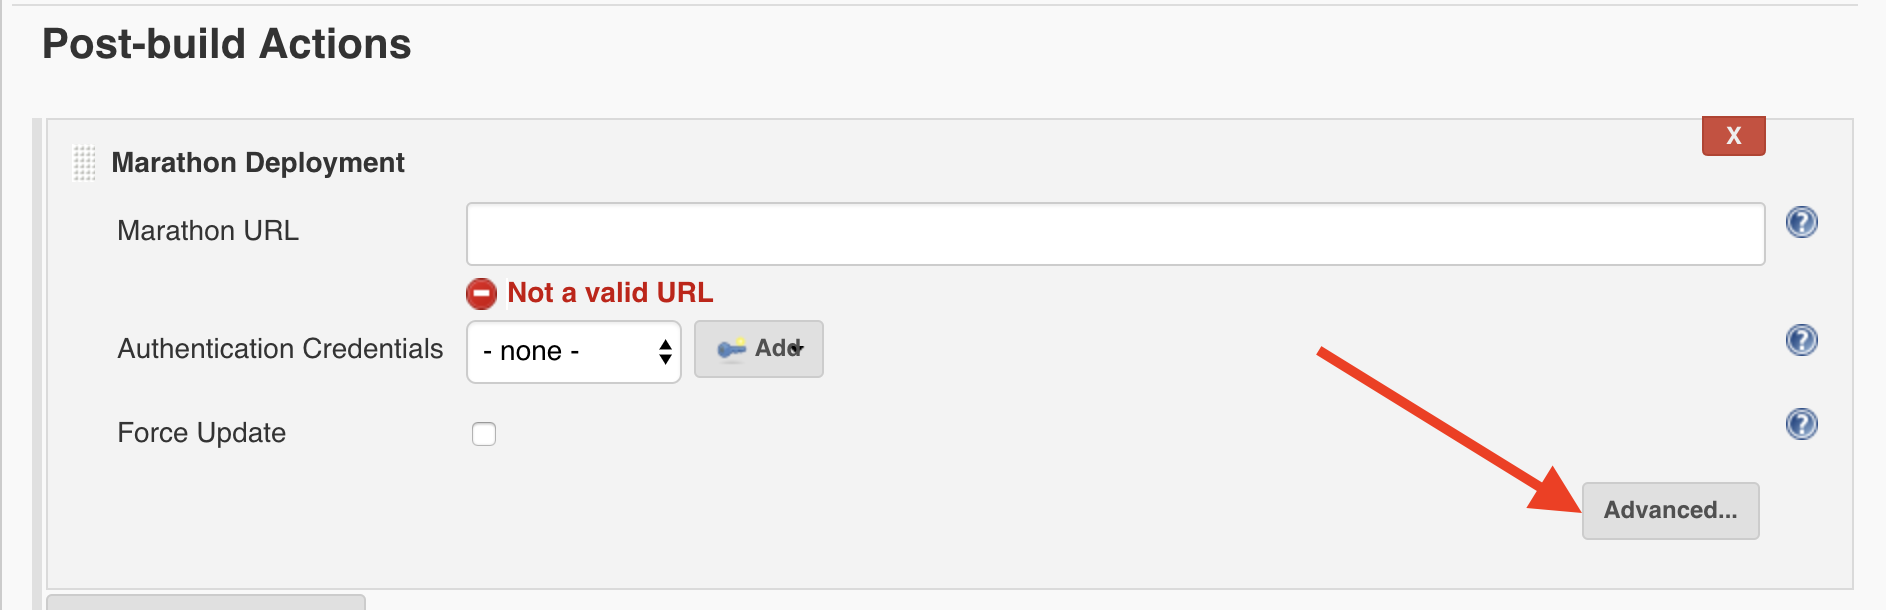 Post-build Actions
X
Marathon Deployment
Marathon URL
?
Not a valid URL
Authentication Credentials
- none -
Add
?
Force Update
?
Advanced...